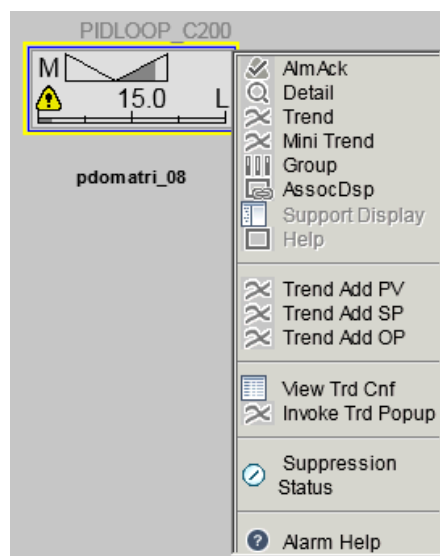 PIDLOOP_C200
M
15.0 L
pdomatri_08
AlmAck
Detail
Trend
Mini Trend
Group
AssocDsp
Support Display
Help
Trend Add PV
Trend Add SP
Trend Add OP
View Trd Cnf
Invoke Trd Popup
Suppression
Status
Alarm Help